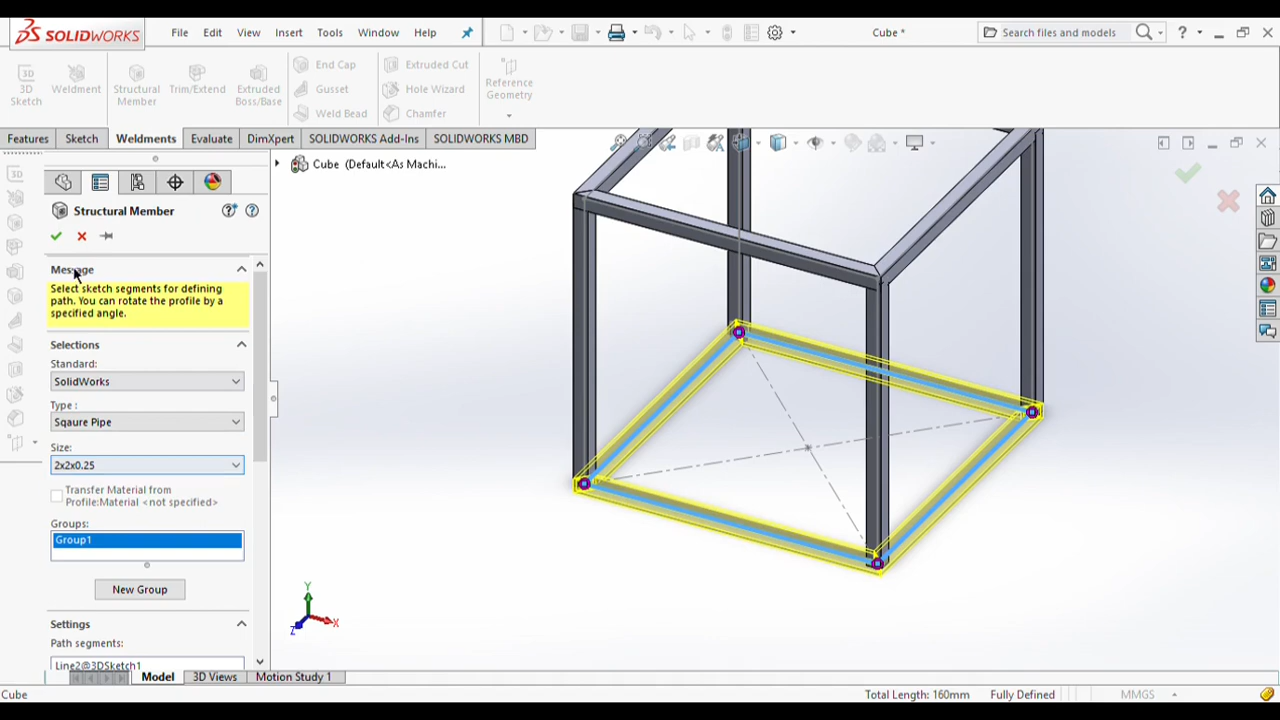 SOLIDWORKS
File
Edit
View
Insert
Tools
Window
Help
Cube *
Search files and models
3D Sketch
Weldment
Structural Member
Trim/Extend
Extruded Boss/Base
End Cap
Gusset
Weld Bead
Extruded Cut
Hole Wizard
Chamfer
Reference Geometry
Features
Sketch
Weldments
Evaluate
DimXpert
SOLIDWORKS Add-Ins
SOLIDWORKS MBD
Cube (Default<As Machi...
Structural Member
Message
Select sketch segments for defining
path. You can rotate the profile by a
specified angle.
Selections
Standard:
SolidWorks
Type :
Sqaure Pipe
Size:
2x2x0.25
Transfer Material from
Profile:Material <not specified>
Groups:
Group1
New Group
Settings
Path segments:
Line2@3DSketch1
Y
X
Z
Model
3D Views
Motion Study 1
Cube
Total Length: 160mm
Fully Defined
MMGS